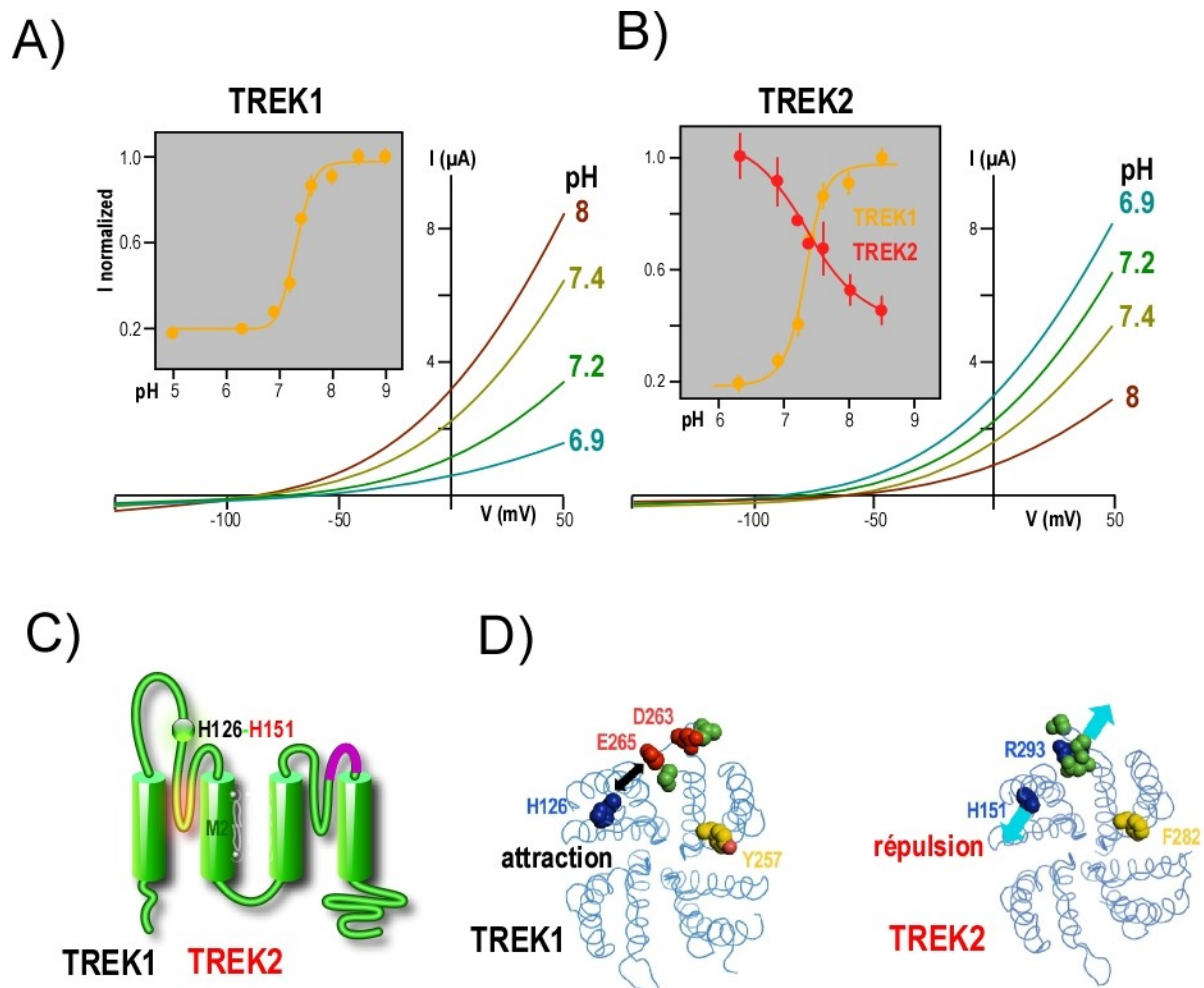 A)
TREK1
I normalized
1.0
0.6
0.2
pH 5 6 7 8 9
I (µA)
8
4
pH
8
7.4
7.2
6.9
-100 -50 V (mV) 50
B)
TREK2
1.0
0.6
0.2
TREK1
TREK2
pH 6 7 8 9
I (µA)
8
4
pH
6.9
7.2
7.4
8
-100 -50 V (mV) 50
C)
H126-H151
M2
TREK1 TREK2
D)
D263
E265
H126
attraction
Y257
TREK1
R293
H151
répulsion
F282
TREK2